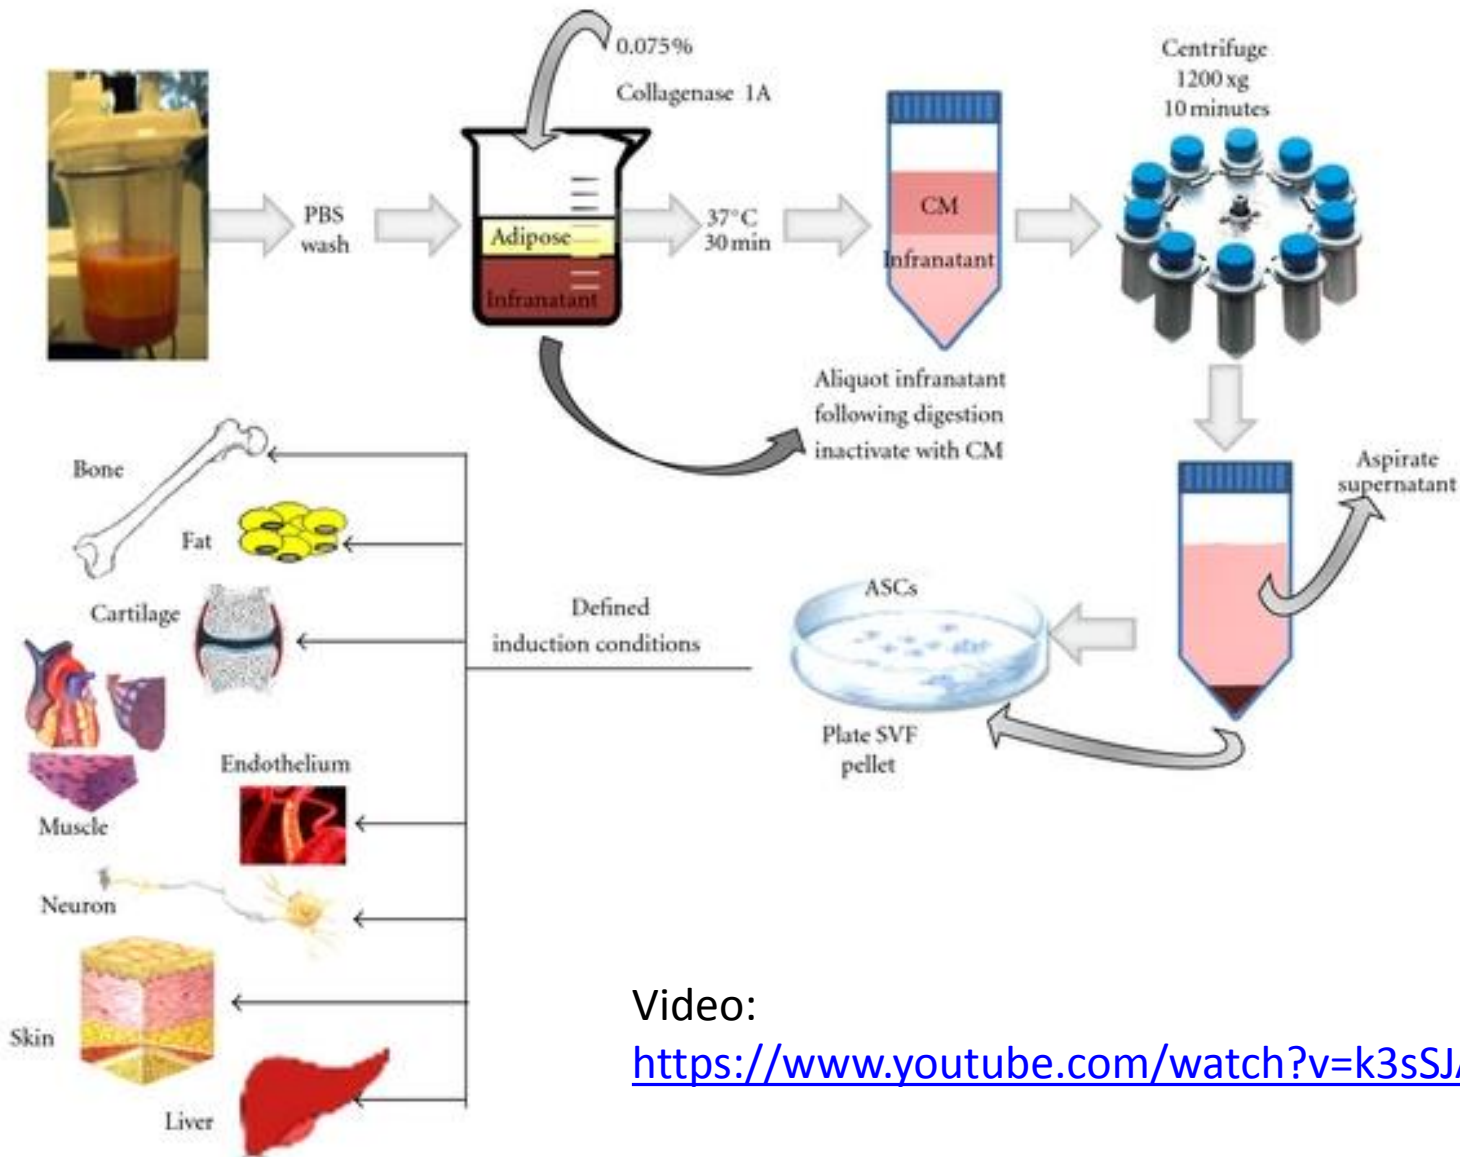 0.075%
Collagenase 1A
Centrifuge
1200 xg
10 minutes
PBS
wash
Adipose
Infranatant
37°C
30 min
CM
Infranatant
Aliquot infranatant
following digestion
inactivate with CM
Aspirate
supernatant
ASCs
Plate SVF
pellet
Defined
induction conditions
Bone
Fat
Cartilage
Muscle
Endothelium
Neuron
Skin
Liver
Video:
https://www.youtube.com/watch?v=k3sSJ